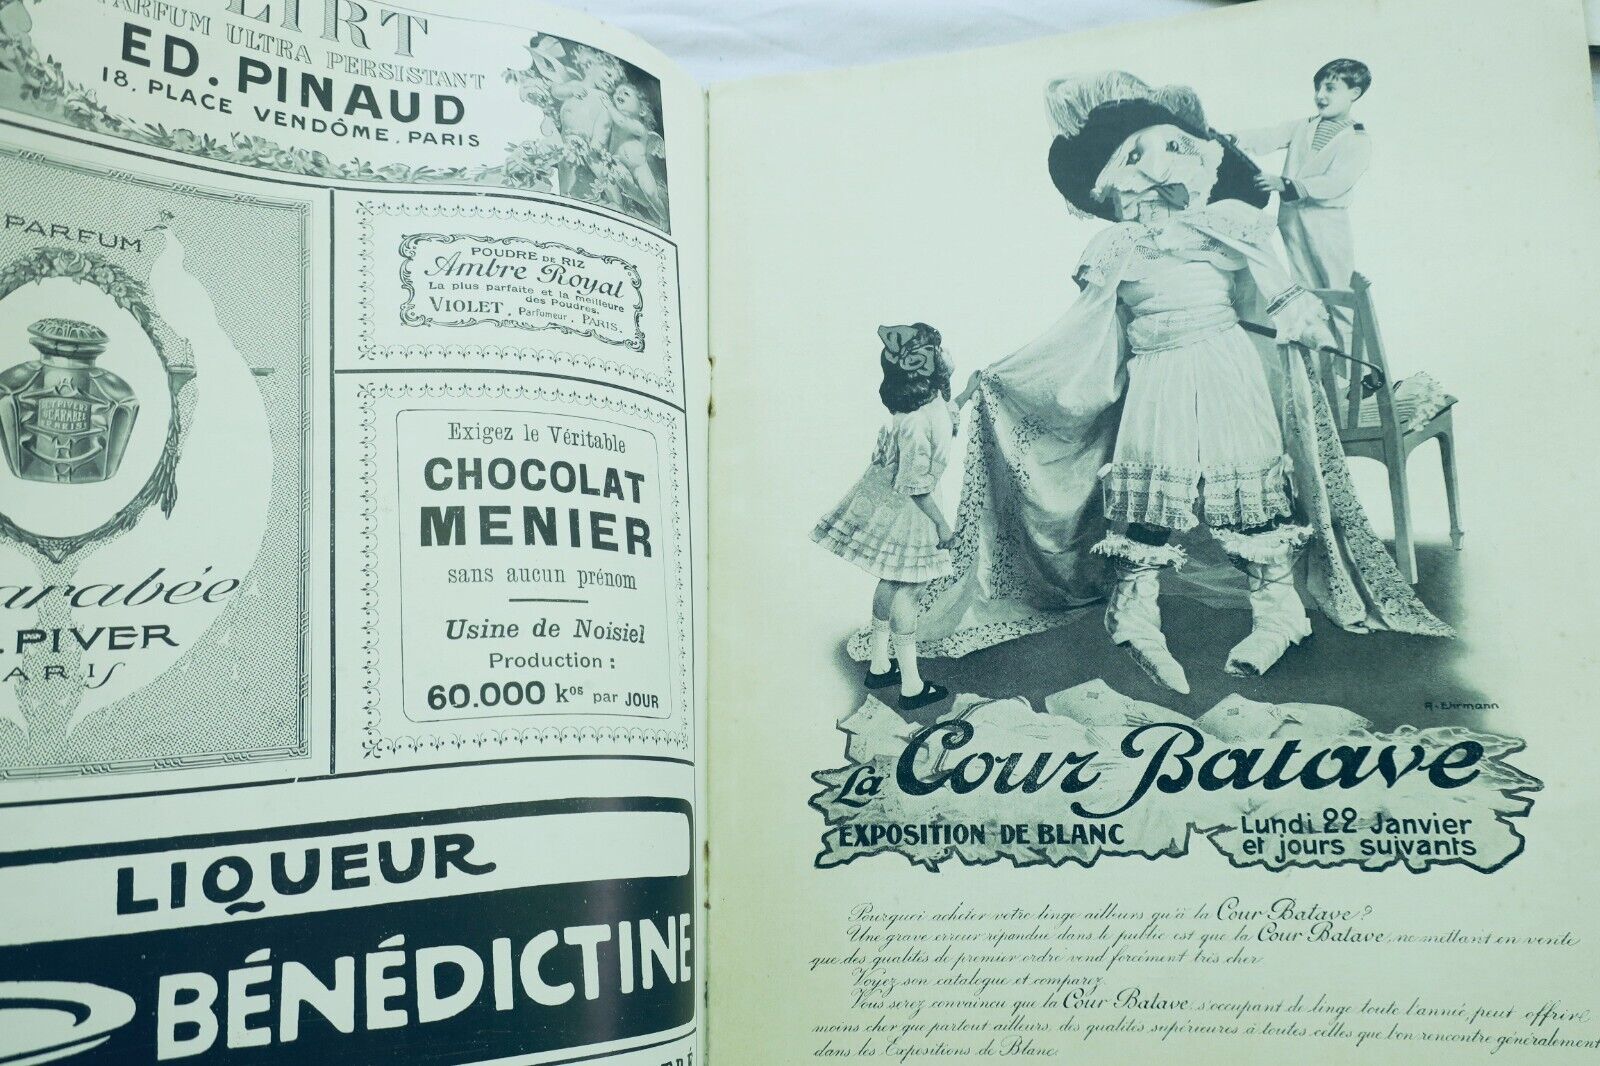 PARFUM ULTRA PERSISTANT
ED. PINAUD
18, PLACE VENDÔME, PARIS
PARFUM
PIVER
SCARABEE
PARIS
PIVER
POUDRE DE RIZ
Ambre Royal
La plus parfaite et la meilleure
des Poudres.
VIOLET, Parfumeur, PARIS.
Exigez le Véritable
CHOCOLAT
MENIER
sans aucun prénom
Usine de Noisiel
Production :
60.000 kos par JOUR
LIQUEUR
BÉNÉDICTINE
A. Ehrmann
La Cour Batave
EXPOSITION DE BLANC
Lundi 22 Janvier
et jours suivants
Pourquoi acheter votre linge ailleurs qu'à la Cour Batave?
Une grave erreur répandue dans le public est que la Cour Batave, ne mettant en vente
que des qualités de premier ordre vend forcément très cher.
Voyez son catalogue et comparez.
Vous serez convaincu que la Cour Batave, s'occupant de linge toute l'année, peut offrir
moins cher que partout ailleurs, des qualités supérieures à toutes celles que l'on rencontre généralement
dans les Expositions de Blanc.